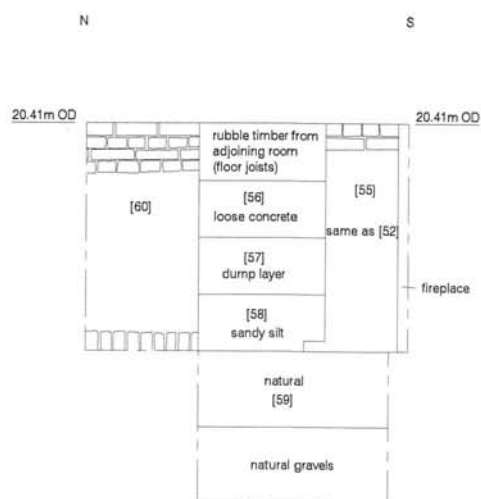 N
S
20.41m OD
20.41m OD
rubble timber from
adjoining room
(floor joists)
[60]
[56]
loose concrete
[55]
same as [52]
[57]
dump layer
fireplace
[58]
sandy silt
natural
[59]
natural gravels